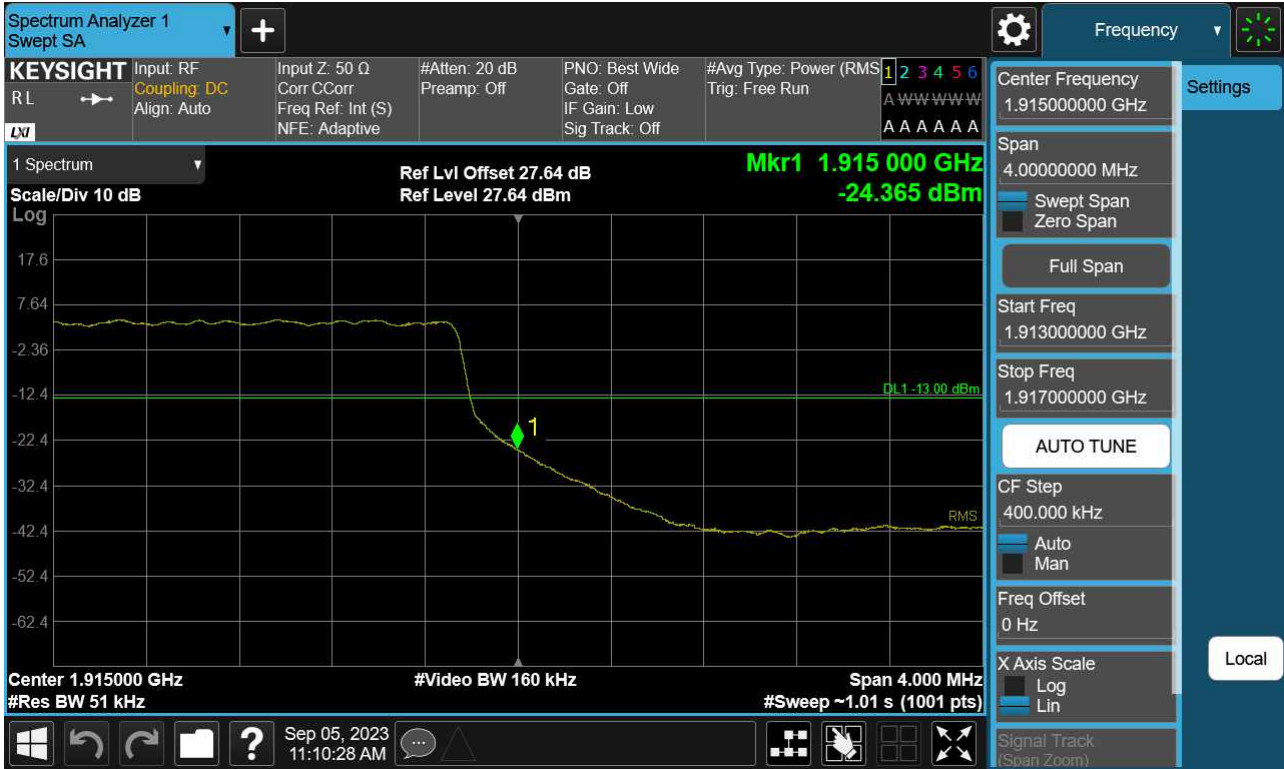 Spectrum Analyzer 1
Swept SA
Frequency
KEYSIGHT
R L
LXI
Input: RF
Coupling: DC
Align: Auto
Input Z: 50 Ω
Corr CCorr
Freq Ref: Int (S)
NFE: Adaptive
#Atten: 20 dB
Preamp: Off
PNO: Best Wide
Gate: Off
IF Gain: Low
Sig Track: Off
#Avg Type: Power (RMS
Trig: Free Run
1 2 3 4 5 6
A W W W W W
A A A A A A
1 Spectrum
Scale/Div 10 dB
Log
Ref Lvl Offset 27.64 dB
Ref Level 27.64 dBm
Mkr1 1.915 000 GHz
-24.365 dBm
17.6
7.64
-2.36
-12.4
-22.4
-32.4
-42.4
-52.4
-62.4
DL1 -13.00 dBm
1
RMS
Center 1.915000 GHz
#Video BW 160 kHz
Span 4.000 MHz
#Res BW 51 kHz
#Sweep ~1.01 s (1001 pts)
Center Frequency
1.915000000 GHz
Settings
Span
4.00000000 MHz
Swept Span
Zero Span
Full Span
Start Freq
1.913000000 GHz
Stop Freq
1.917000000 GHz
AUTO TUNE
CF Step
400.000 kHz
Auto
Man
Freq Offset
0 Hz
X Axis Scale
Log
Lin
Local
Signal Track
(Span Zoom)
?
Sep 05, 2023
11:10:28 AM